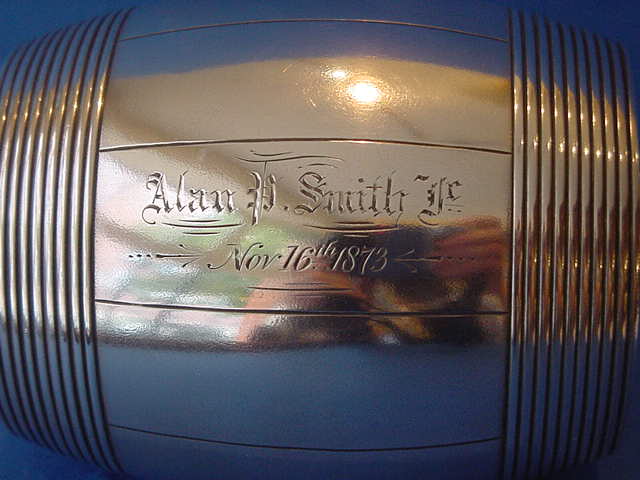 Alan P. Smith Jr
Nov 16th 1873